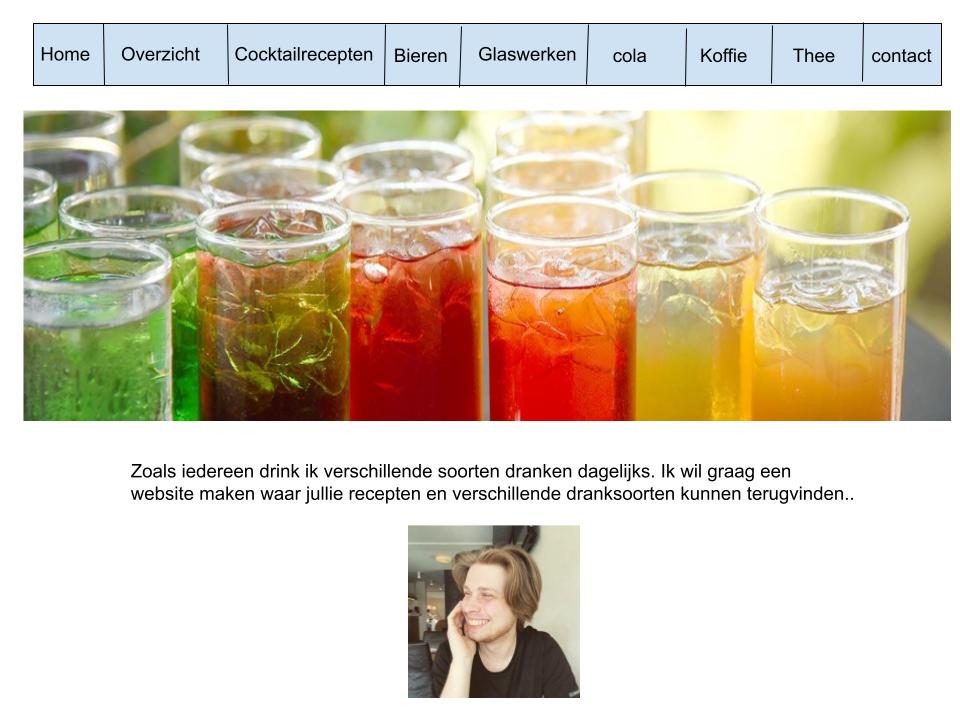 Home Overzicht Cocktailrecepten Bieren Glaswerken cola Koffie Thee contact
Zoals iedereen drink ik verschillende soorten dranken dagelijks. Ik wil graag een
website maken waar jullie recepten en verschillende dranksoorten kunnen terugvinden..